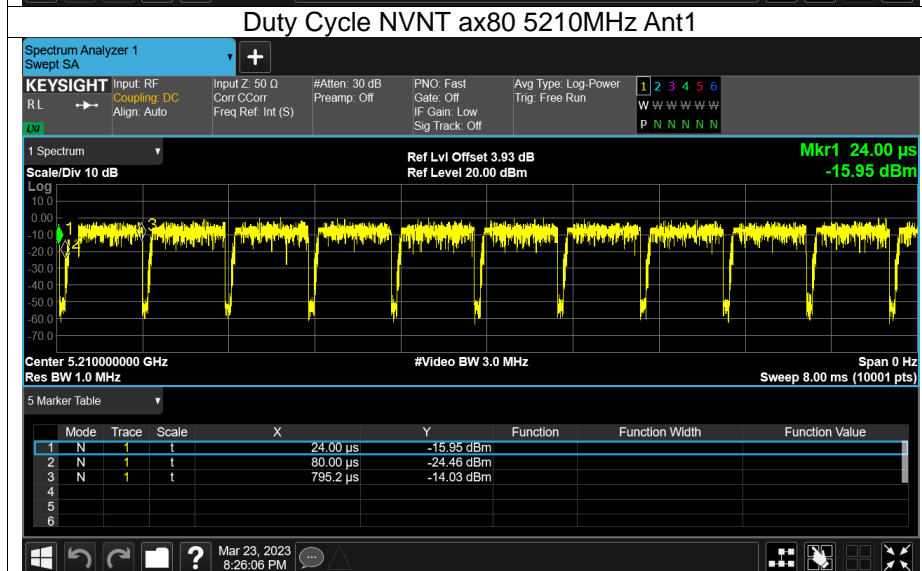 Duty Cycle NVNT ax80 5210MHz Ant1
Spectrum Analyzer 1
Swept SA
KEYSIGHT
R L
LXI
Input: RF
Coupling: DC
Align: Auto
Input Z: 50 Ω
Corr CCorr
Freq Ref: Int (S)
#Atten: 30 dB
Preamp: Off
PNO: Fast
Gate: Off
IF Gain: Low
Sig Track: Off
Avg Type: Log-Power
Trig: Free Run
1 2 3 4 5 6
W W W W W W
P N N N N N
1 Spectrum
Scale/Div 10 dB
Ref Lvl Offset 3.93 dB
Ref Level 20.00 dBm
Mkr1 24.00 µs
-15.95 dBm
Log
10.0
0.00
-10.0
-20.0
-30.0
-40.0
-50.0
-60.0
-70.0
Center 5.210000000 GHz
Res BW 1.0 MHz
#Video BW 3.0 MHz
Span 0 Hz
Sweep 8.00 ms (10001 pts)
5 Marker Table
Mode Trace Scale X Y Function Function Width Function Value
1 N 1 t 24.00 µs -15.95 dBm
2 N 1 t 80.00 µs -24.46 dBm
3 N 1 t 795.2 µs -14.03 dBm
4
5
6
?
Mar 23, 2023
8:26:06 PM